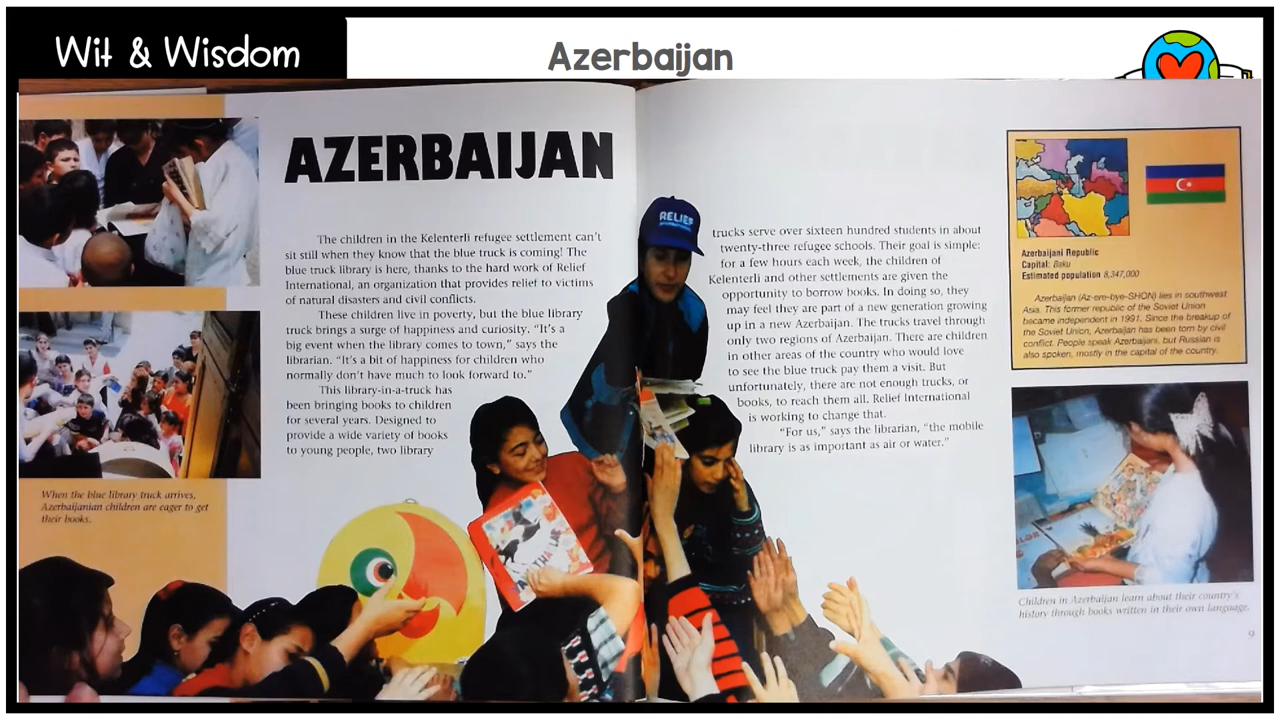 Wit & Wisdom
Azerbaijan
AZERBAIJAN
The children in the Kelenterli refugee settlement can't
sit still when they know that the blue truck is coming! The
blue truck library is here, thanks to the hard work of Relief
International, an organization that provides relief to victims
of natural disasters and civil conflicts.
These children live in poverty, but the blue library
truck brings a note of happiness and curiosity. "It's a
big event when the library comes to town," says the
librarian. "It's a bit of happiness for children who
normally don't have much to look forward to."
This library-in-a-truck has
been bringing books to children
for several years. Designed to
provide a wide variety of books
to young people, two library
When the blue library truck arrives,
Azerbaijanian children are eager to get
their books.
RELIEF
trucks serve over sixteen hundred students in about
twenty-three refugee schools. Their goal is simple:
for a few hours each week, the children of
Kelenterli and other settlements are given the
opportunity to borrow books. In doing so, they
may feel they are part of a new generation growing
up in a new Azerbaijan. The trucks travel through
only two regions of Azerbaijan. There are children
in other areas of the country who would love
to see the blue truck pay them a visit. But
unfortunately, there are not enough trucks, or
books, to reach them all. Relief International
is working to change that.
"For us," says the librarian, "the mobile
library is as important as air or water."
Azerbaijani Republic
Capital: Baku
Estimated population 8,347,000
Azerbaijan (Az-ere-bye-SHON) lies in southwest
Asia. This former republic of the Soviet Union
became independent in 1991. Since the breakup of
the Soviet Union, Azerbaijan has been torn by civil
conflict. People speak Azerbaijani, but Russian is
also spoken, mostly in the capital of the country.
Children in Azerbaijan learn about their country's
history through books written in their own language.
9